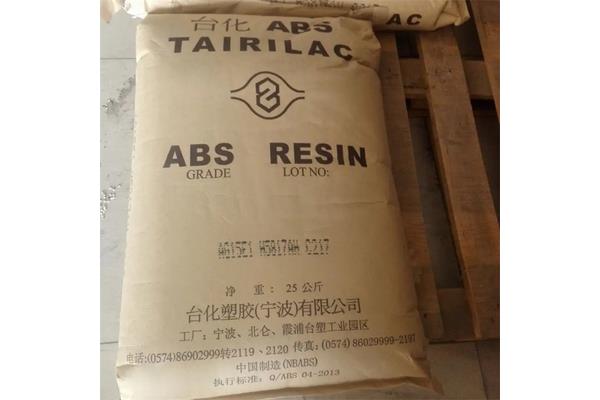 台化 ABS
TAIRILAC
ABS RESIN
GRADE LOT NO:
AG15E1 H5817AH C217
净 重: 25 公斤
台化塑胶(宁波)有限公司
工厂:宁波、北仑、霞浦台塑工业园区
电话:(0574)86902999转2119、2120 传真:(0574) 86029999-2197
中国制造(NBABS)
执行标准: Q/ABS 04-2013